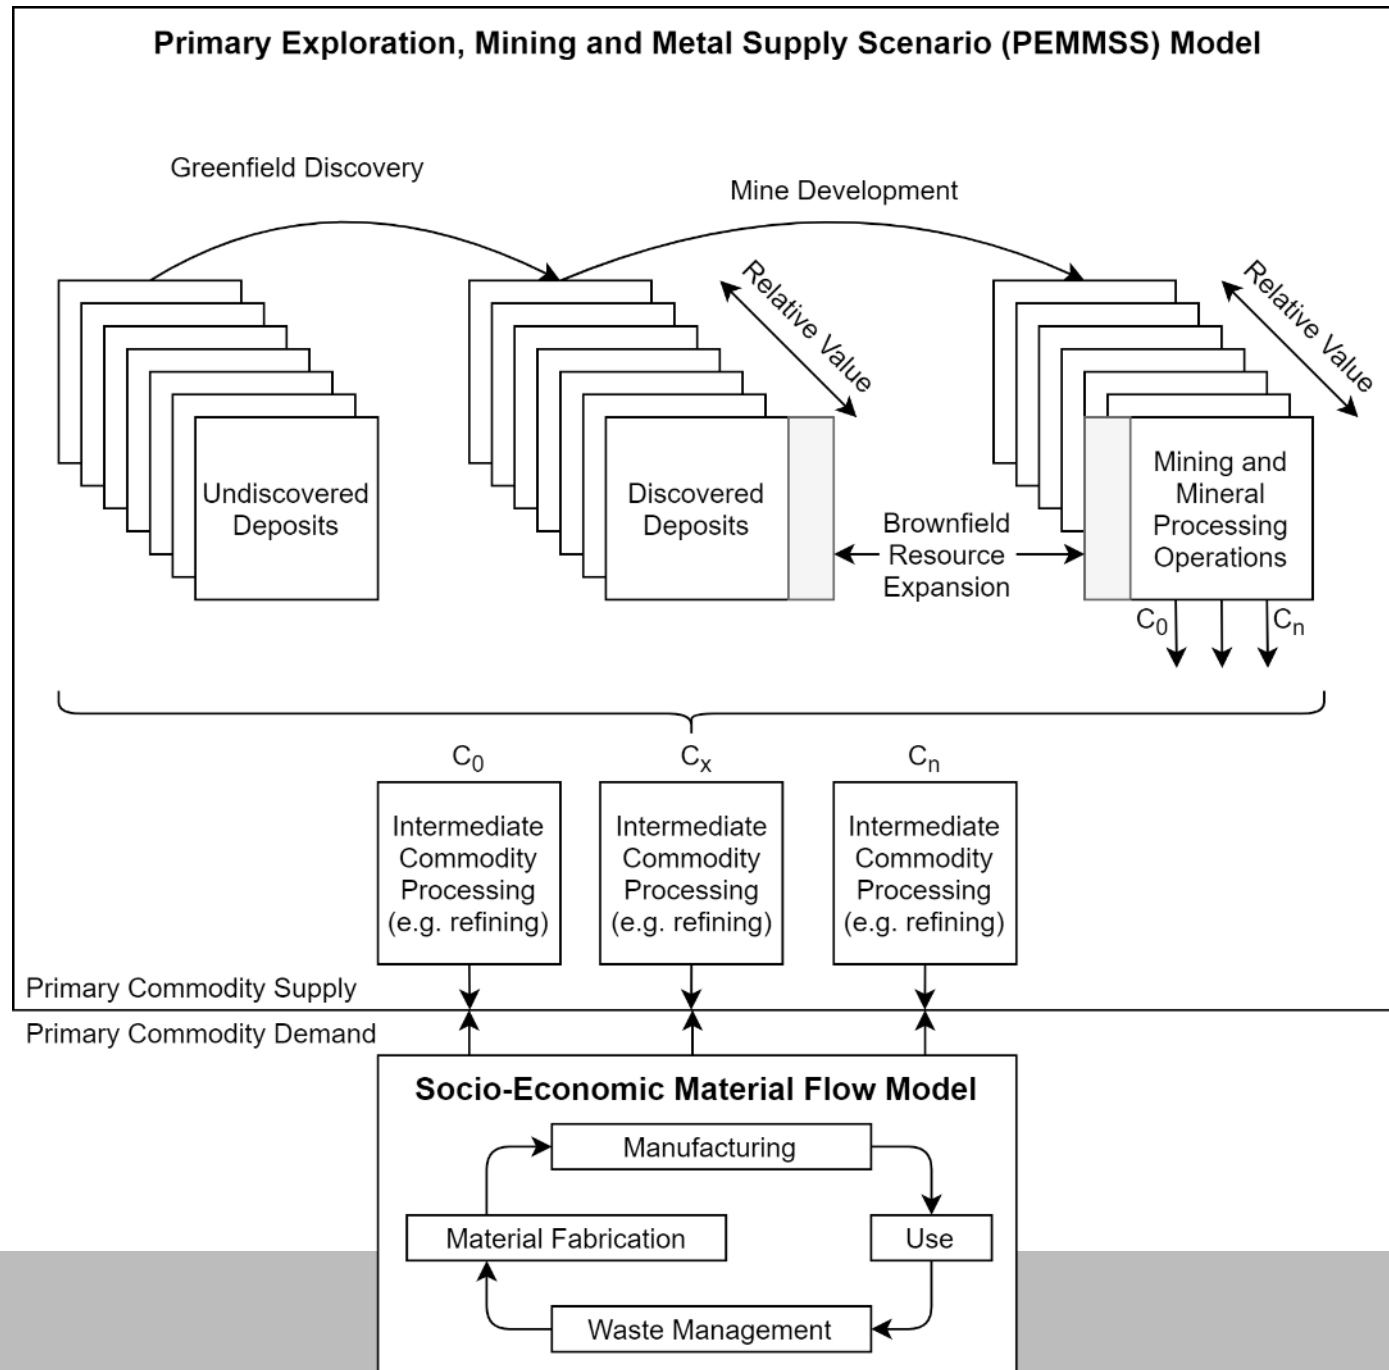 Primary Exploration, Mining and Metal Supply Scenario (PEMMSS) Model
Greenfield Discovery
Mine Development
Relative Value
Relative Value
Undiscovered
Deposits
Discovered
Deposits
Brownfield
Resource
Expansion
Mining and
Mineral
Processing
Operations
C0
Cn
C0
Cx
Cn
Intermediate
Commodity
Processing
(e.g. refining)
Intermediate
Commodity
Processing
(e.g. refining)
Intermediate
Commodity
Processing
(e.g. refining)
Primary Commodity Supply
Primary Commodity Demand
Socio-Economic Material Flow Model
Manufacturing
Material Fabrication
Use
Waste Management